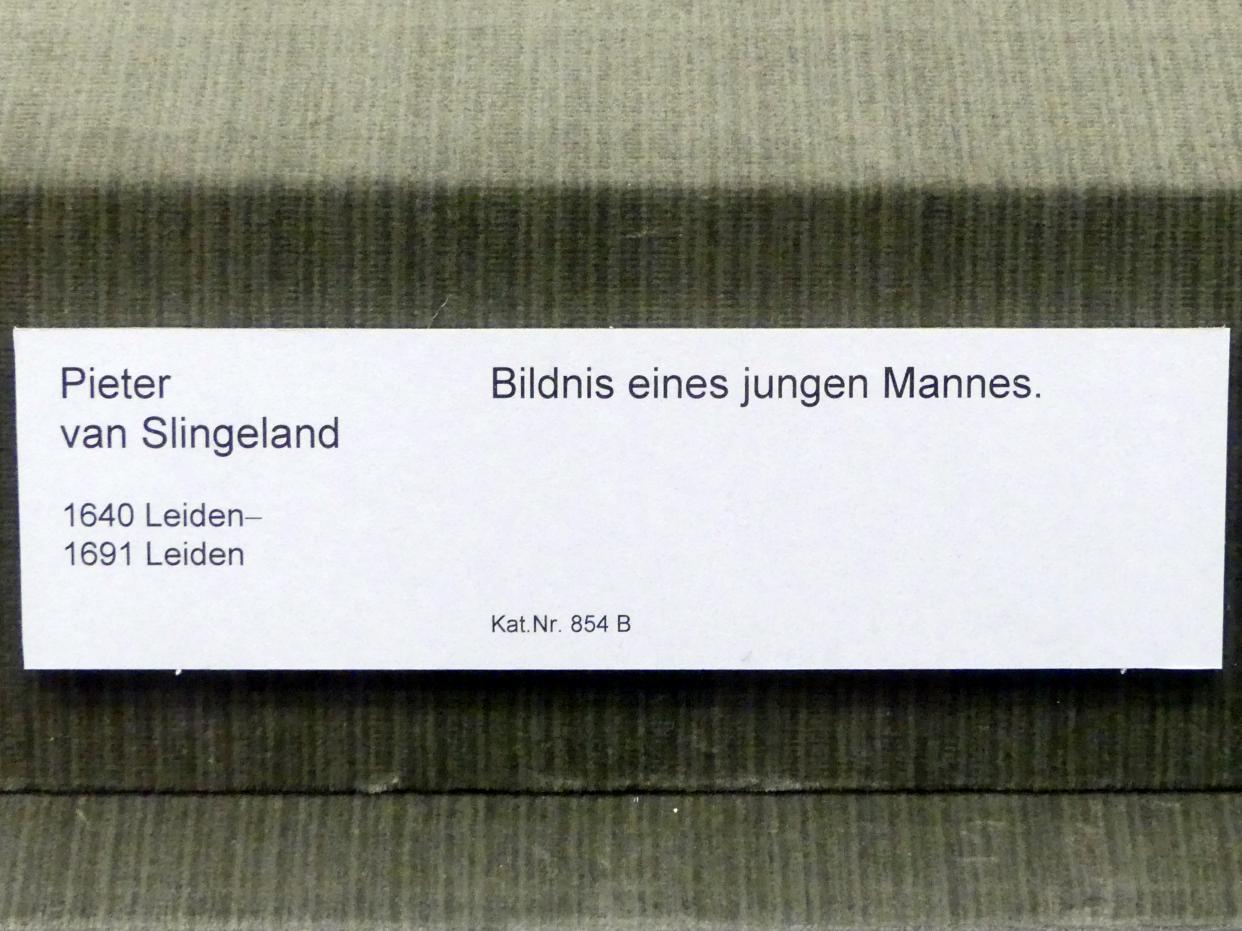 Pieter
van Slingeland
1640 Leiden–
1691 Leiden
Bildnis eines jungen Mannes.
Kat.Nr. 854 B